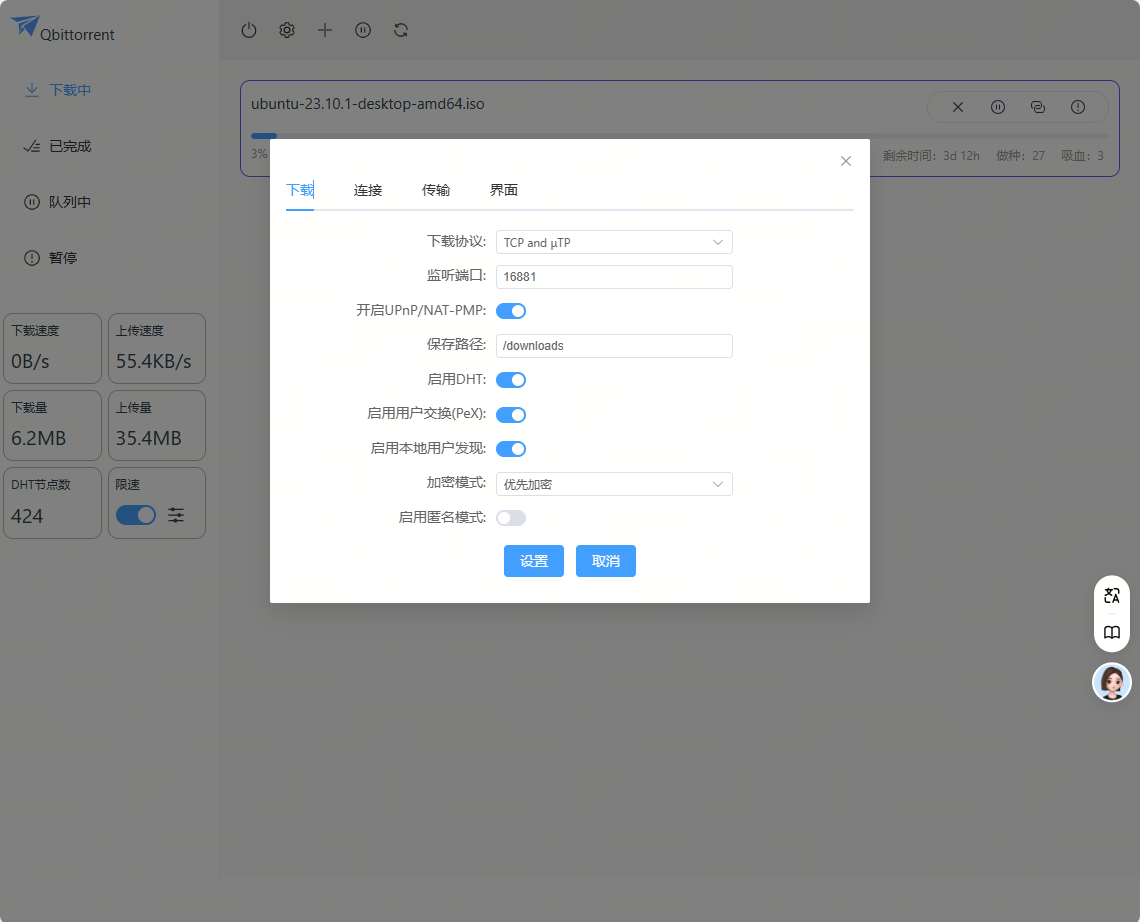 Qbittorrent
下载中
已完成
队列中
暂停
下载速度
0B/s
上传速度
55.4KB/s
下载量
6.2MB
上传量
35.4MB
DHT节点数
424
限速
ubuntu-23.10.1-desktop-amd64.iso
3%
剩余时间: 3d 12h 做种: 27 吸血: 3
下载 连接 传输 界面
下载协议: TCP and μTP
监听端口: 16881
开启UPnP/NAT-PMP:
保存路径: /downloads
启用DHT:
启用用户交换(PeX):
启用本地用户发现:
加密模式: 优先加密
启用匿名模式:
设置 取消